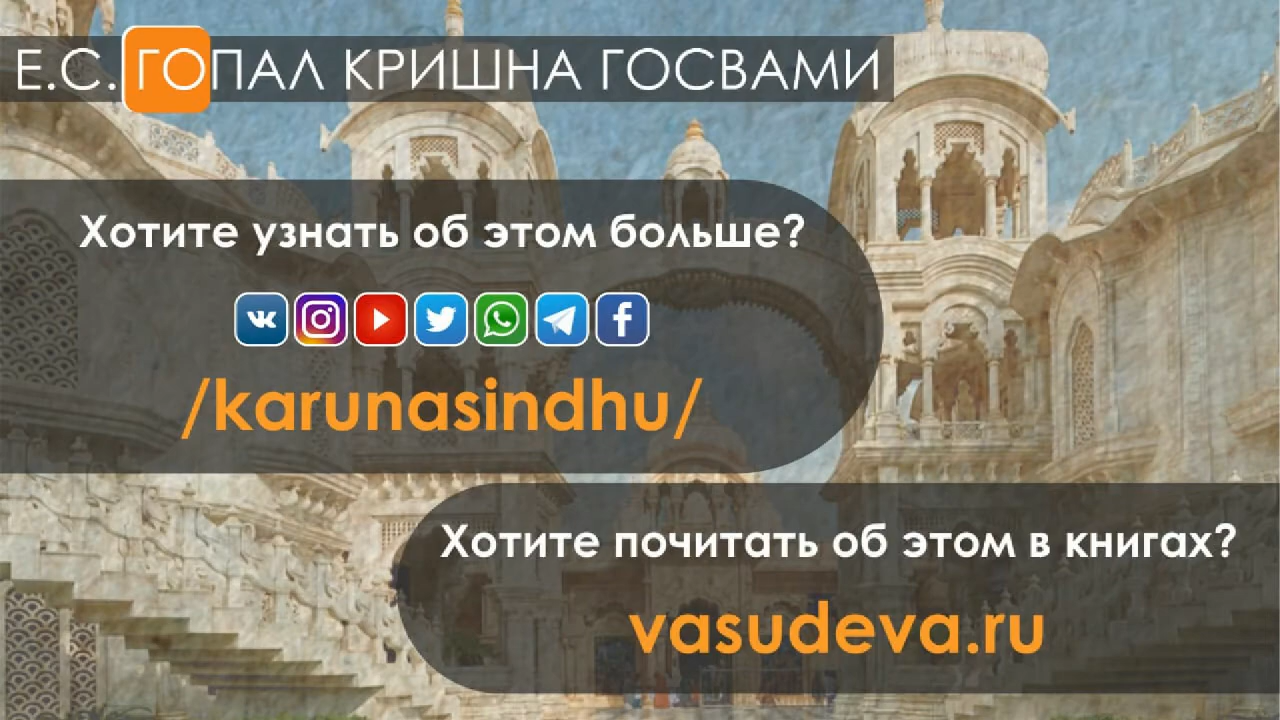 Е.С. ГОПАЛ КРИШНА ГОСВАМИ
Хотите узнать об этом больше?
/karunasindhu/
Хотите почитать об этом в книгах?
vasudeva.ru